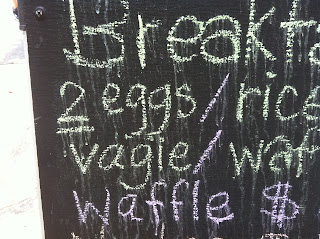 Breakfa
2 eggs/rice
vagle/waf
Waffle $